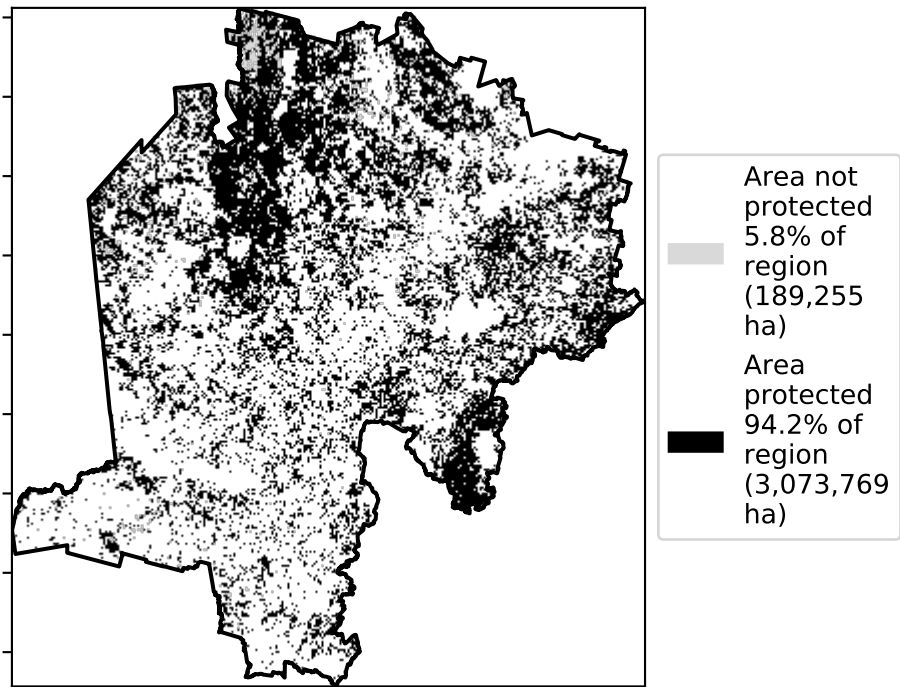 Area not
protected
5.8% of
region
(189,255
ha)
Area
protected
94.2% of
region
(3,073,769
ha)